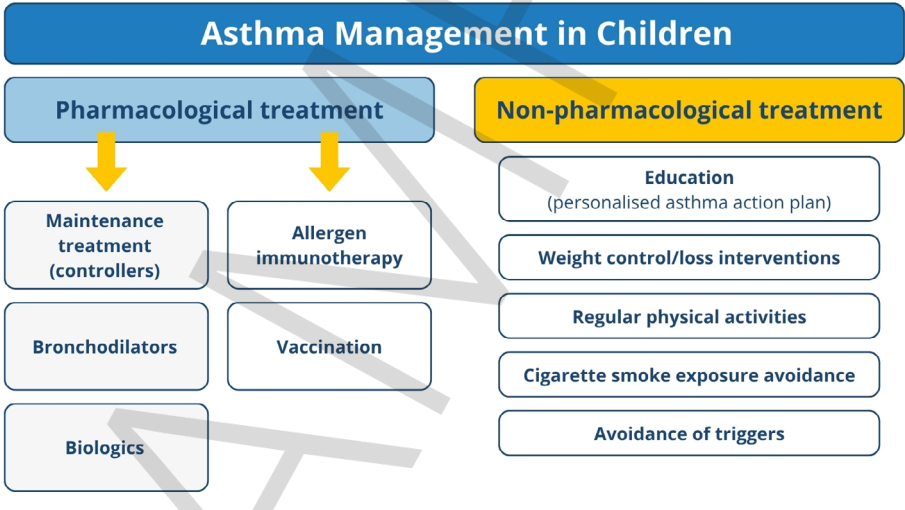 Asthma Management in Children
Pharmacological treatment
Non-pharmacological treatment
Maintenance
treatment
(controllers)
Allergen
immunotherapy
Bronchodilators
Vaccination
Biologics
Education
(personalised asthma action plan)
Weight control/loss interventions
Regular physical activities
Cigarette smoke exposure avoidance
Avoidance of triggers